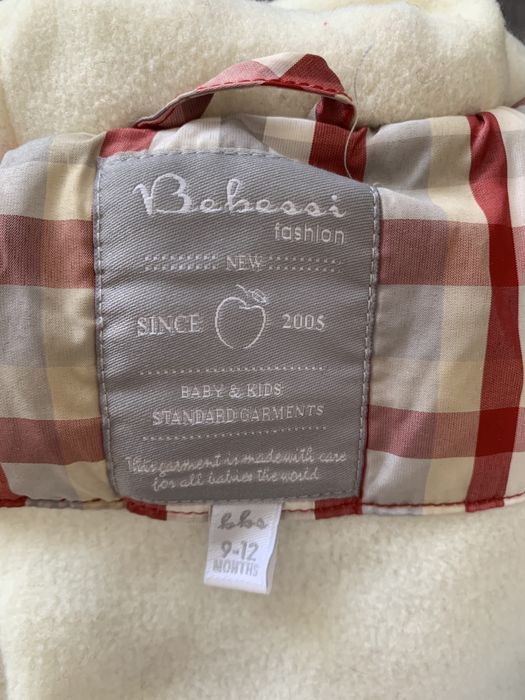 Bebessi
fashion
NEW
SINCE 2005
BABY & KIDS
STANDARD GARMENTS
This garment is made with care
for all babies the world
bbs
9-12
MONTHS